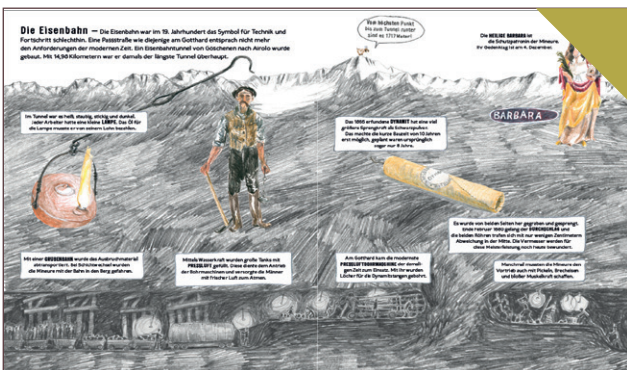 Die Eisenbahn — Die Eisenbahn war im 19. Jahrhundert das Symbol für Technik und
Fortschritt schlechthin. Eine Passstraße wie diejenige am Gotthard entsprach nicht mehr
den Anforderungen der modernen Zeit. Ein Eisenbahntunnel von Göschenen nach Airolo wurde
gebaut. Mit 14,90 Kilometern war er damals der längste Tunnel überhaupt.
Vom höchsten Punkt
bis zum Tunnel runter
sind es 1717 Meter!
Die HEILIGE BARBARA ist
die Schutzpatronin der Mineure.
Ihr Gedenktag ist am 4. Dezember.
BARBARA
Im Tunnel war es heiß, staubig, stickig und dunkel.
Jeder Arbeiter hatte eine kleine LAMPE. Das Öl für
die Lampe musste er von seinem Lohn bezahlen.
Das 1866 erfundene DYNAMIT hat eine viel
größere Sprengkraft als Schwarzpulver.
Das machte die kurze Bauzeit von 10 Jahren
erst möglich, geplant waren ursprünglich
sogar nur 9 Jahre.
Es wurde von beiden Seiten her gegraben und gesprengt.
Ende Februar 1880 gelang der DURCHSCHLAG und
die beiden Röhren trafen sich mit nur wenigen Zentimetern
Abweichung in der Mitte. Die Vermesser werden für
diese Meisterleistung noch heute bewundert.
Mit einer GRUBENBAHN wurde das Ausbruchmaterial
abtransportiert. Bei Schichtwechsel wurden
die Mineure mit der Bahn in den Berg gefahren.
Mittels Wasserkraft wurden große Tanks mit
PRESSLUFT gefüllt. Diese diente dem Antrieb
der Bohrmaschinen und versorgte die Männer
mit frischer Luft zum Atmen.
Am Gotthard kam die modernste
PRESSLUFTBOHRMASCHINE der damali-
gen Zeit zum Einsatz. Mit ihr wurden
Löcher für die Dynamitstangen gebohrt.
Manchmal mussten die Mineure den
Vortrieb auch mit Pickeln, Brecheisen
und bloßer Muskelkraft schaffen.